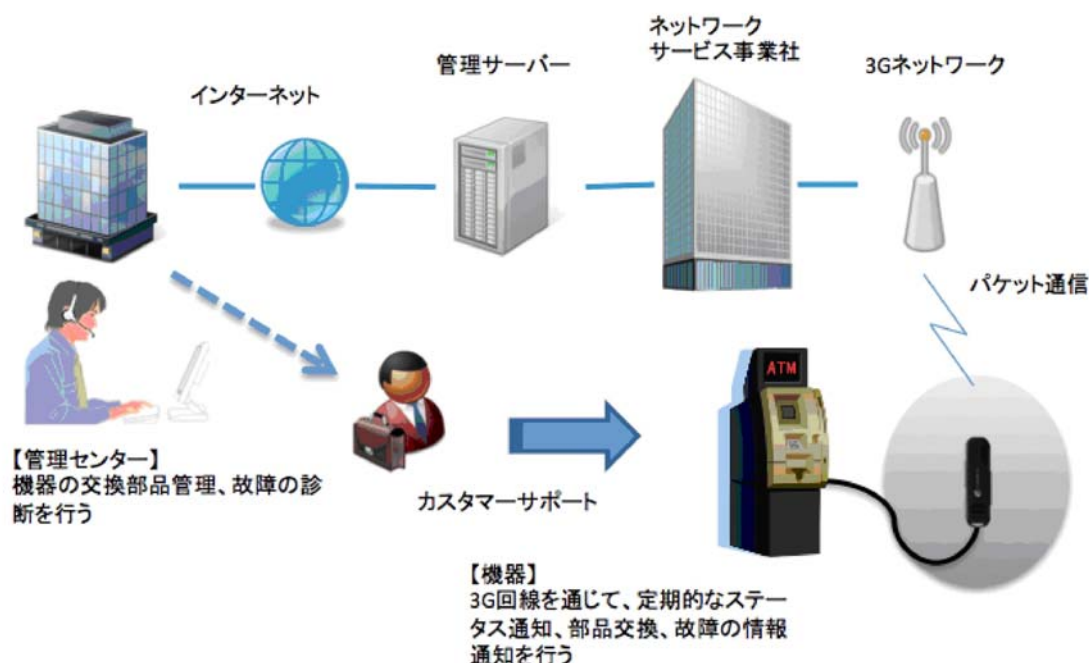 ネットワーク
サービス事業社
管理サーバー
3Gネットワーク
インターネット
パケット通信
ATM
【管理センター】
機器の交換部品管理、故障の診
断を行う
カスタマーサポート
【機器】
3G回線を通じて、定期的なステー
タス通知、部品交換、故障の情報
通知を行う